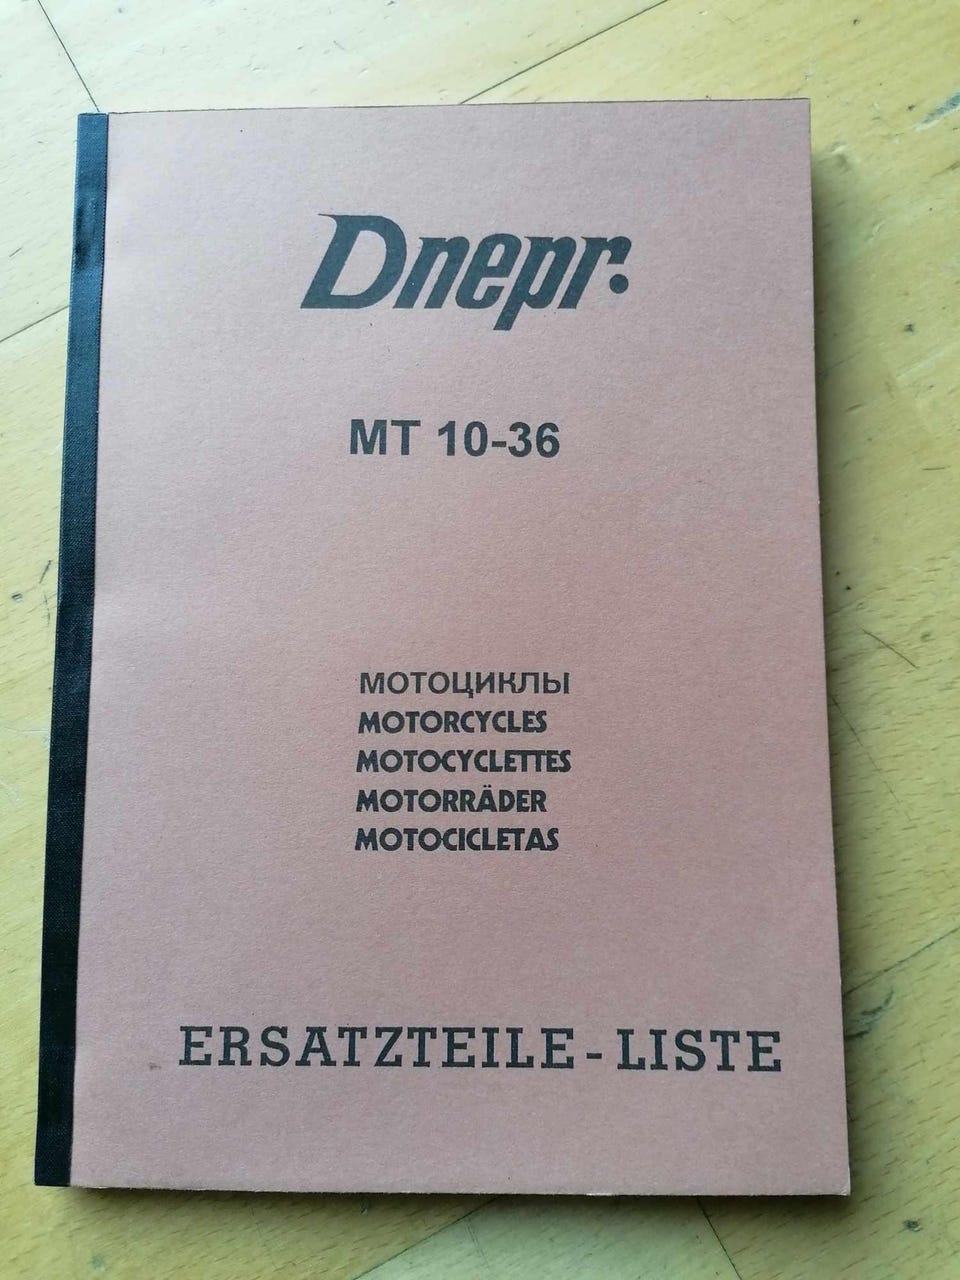 Dnepr.
MT 10-36
МОТОЦИКЛЫ
MOTORCYCLES
MOTOCYCLETTES
MOTORRÄDER
MOTOCICLETAS
ERSATZTEILE-LISTE